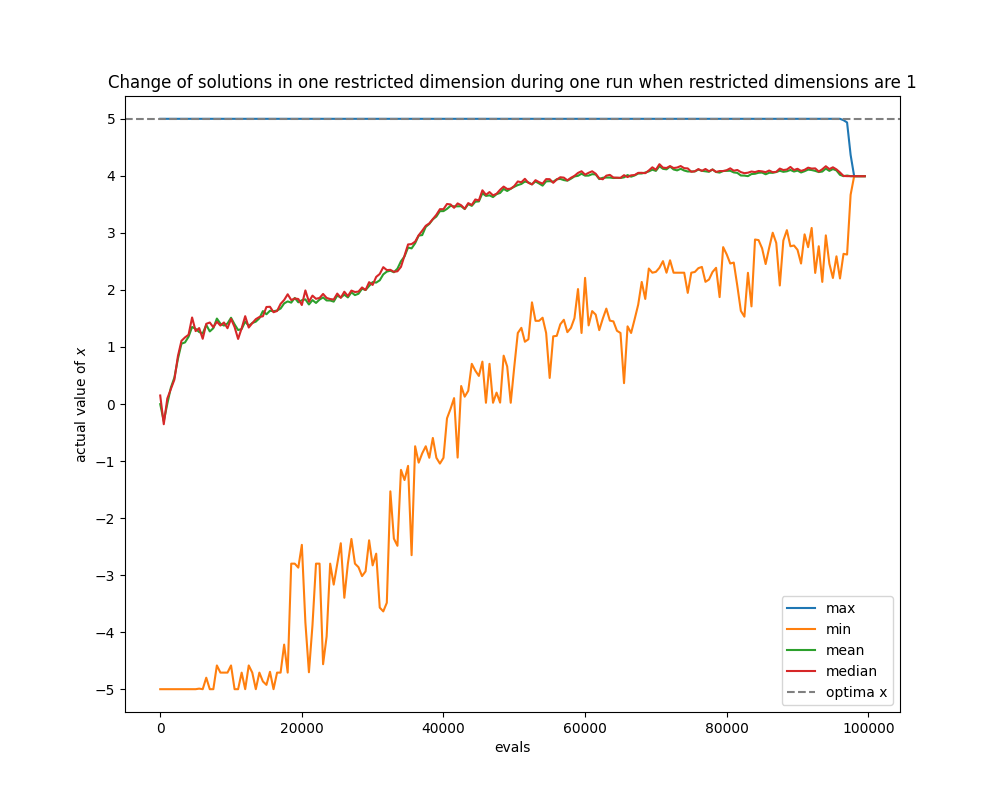 Change of solutions in one restricted dimension during one run when restricted dimensions are 1
5
4
3
2
1
0
−1
−2
−3
−4
−5
actual value of x
0
20000
40000
60000
80000
100000
evals
max
min
mean
median
optima x